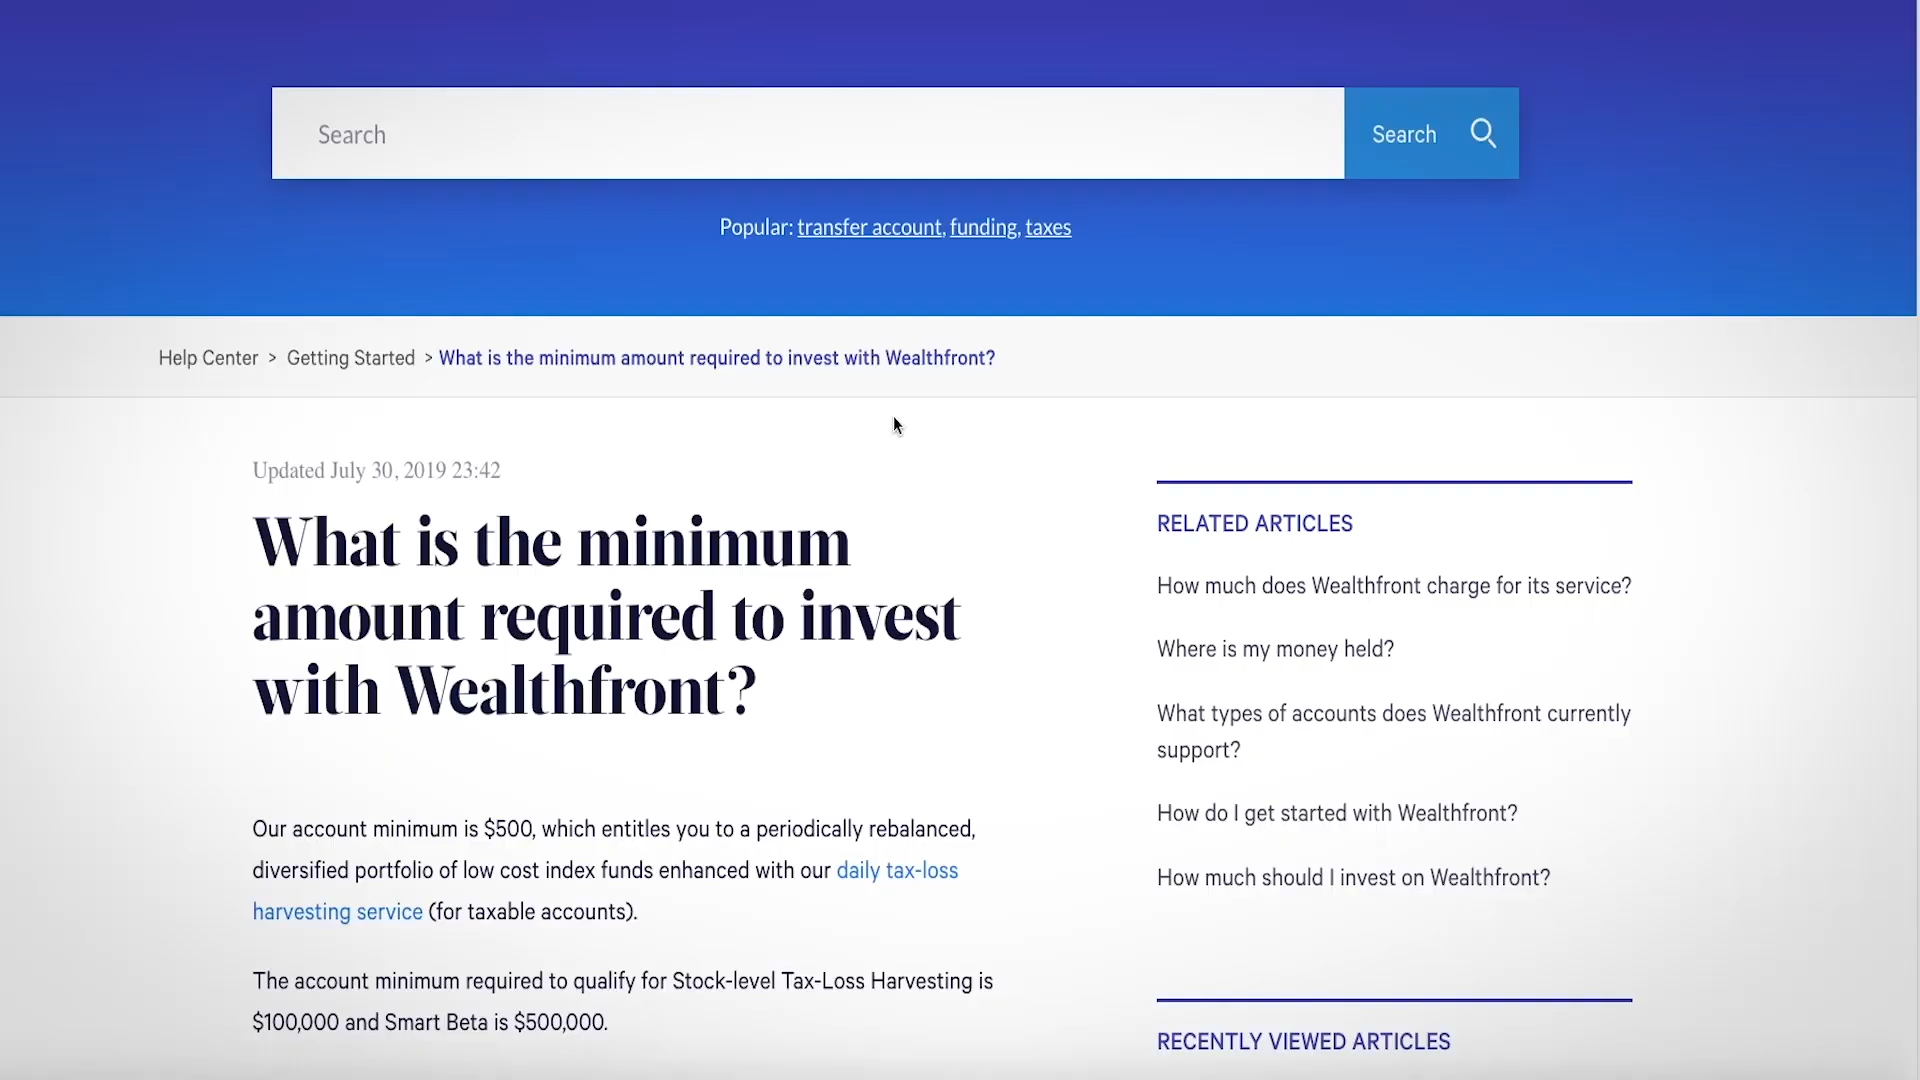 Search
Search
Popular: transfer account, funding, taxes
Help Center > Getting Started > What is the minimum amount required to invest with Wealthfront?
Updated July 30, 2019 23:42
What is the minimum
amount required to invest
with Wealthfront?
Our account minimum is $500, which entitles you to a periodically rebalanced,
diversified portfolio of low cost index funds enhanced with our daily tax-loss
harvesting service (for taxable accounts).
The account minimum required to qualify for Stock-level Tax-Loss Harvesting is
$100,000 and Smart Beta is $500,000.
RELATED ARTICLES
How much does Wealthfront charge for its service?
Where is my money held?
What types of accounts does Wealthfront currently
support?
How do I get started with Wealthfront?
How much should I invest on Wealthfront?
RECENTLY VIEWED ARTICLES